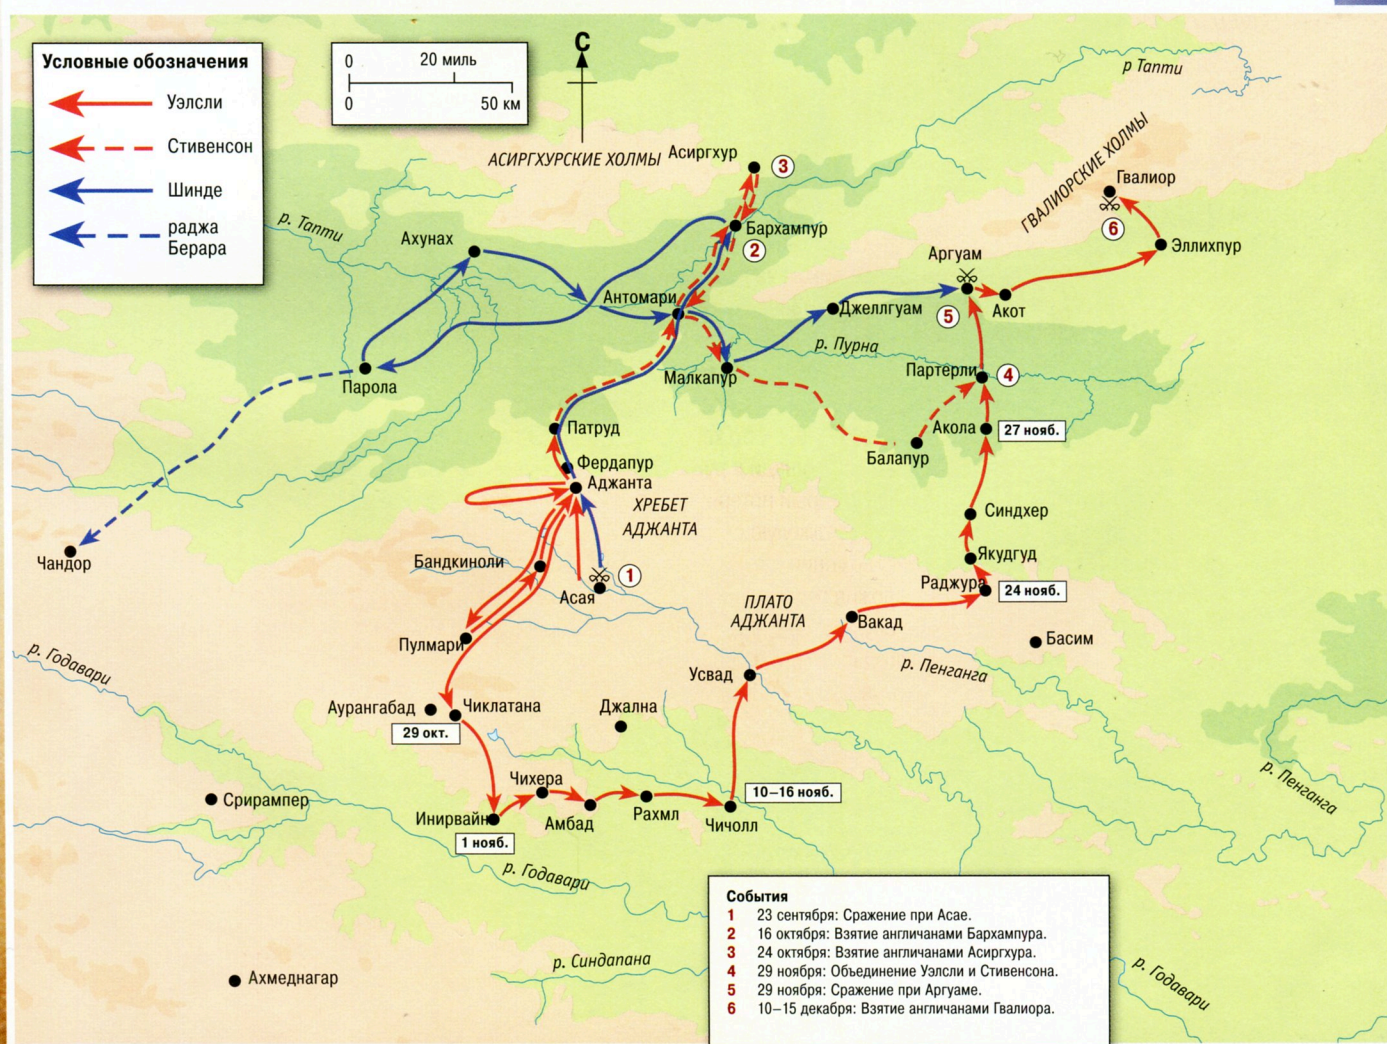 Условные обозначения
Уэлсли
Стивенсон
Шинде
раджа
Берара
0 20 миль
0 50 км
С
р Тапти
АСИРГХУРСКИЕ ХОЛМЫ
Асиргхур
3
ГВАЛИОРСКИЕ ХОЛМЫ
Гвалиор
6
р. Тапти
Ахунах
Бархампур
2
Эллихпур
Аргуам
Антомари
Джеллгуам
5
Акот
р. Пурна
Парола
Малкапур
Партерли
4
Патруд
Акола
27 нояб.
Балапур
Фердапур
Аджанта
ХРЕБЕТ
АДЖАНТА
Синдхер
Чандор
Бандкиноли
1
Асая
Якудгуд
Раджура
24 нояб.
ПЛАТО
АДЖАНТА
Вакад
Басим
Пулмари
р. Годавари
Усвад
р. Пенганга
Аурангабад
Чиклатана
29 окт.
Джална
Чихера
10–16 нояб.
р. Пенганга
Срирампер
Инирвайн
Амбад
Рахмл
Чичолл
1 нояб.
р. Годавари
События
1 23 сентября: Сражение при Асае.
2 16 октября: Взятие англичанами Бархампура.
3 24 октября: Взятие англичанами Асиргхура.
4 29 ноября: Объединение Уэлсли и Стивенсона.
5 29 ноября: Сражение при Аргуаме.
6 10–15 декабря: Взятие англичанами Гвалиора.
р. Синдапана
Ахмеднагар
р. Годавари